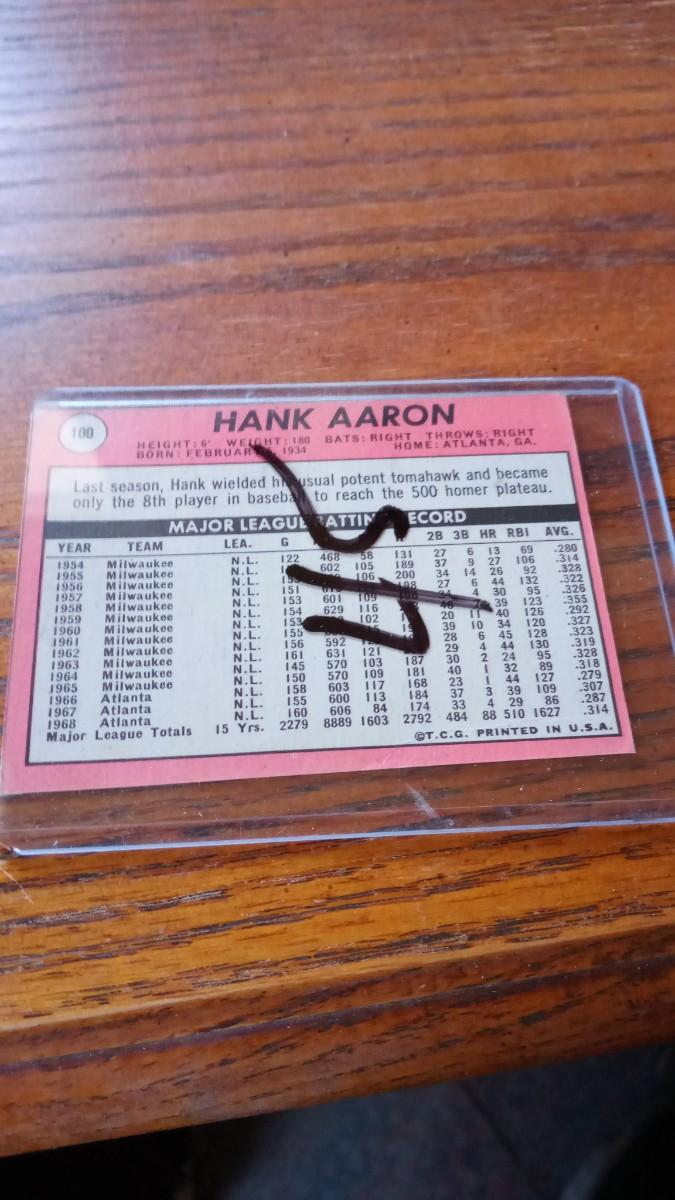 100
HANK AARON
HEIGHT: 6' WEIGHT: 180 BATS: RIGHT THROWS: RIGHT
BORN: FEBRUARY 1934 HOME: ATLANTA, GA.
Last season, Hank wielded his usual potent tomahawk and became
only the 8th player in baseball to reach the 500 homer plateau.
MAJOR LEAGUE BATTING RECORD
YEAR TEAM LEA. G 2B 3B HR RBI AVG.
1954 Milwaukee N.L. 122 468 58 131 27 6 13 69 .280
1955 Milwaukee N.L. 602 105 189 37 9 27 106 .314
1956 Milwaukee N.L. 153 106 200 34 14 26 92 .328
1957 Milwaukee N.L. 151 198 27 6 44 132 .322
1958 Milwaukee N.L. 153 601 109 4 30 95 .326
1959 Milwaukee N.L. 154 629 116 39 123 .355
1960 Milwaukee N.L. 153 102 20 11 40 126 .292
1961 Milwaukee N.L. 155 39 10 34 120 .327
1962 Milwaukee N.L. 156 592 28 6 45 128 .323
1963 Milwaukee N.L. 161 631 121 29 4 44 130 .319
1964 Milwaukee N.L. 145 570 103 187 30 2 24 95 .328
1965 Milwaukee N.L. 150 570 109 181 40 1 32 89 .318
1966 Atlanta N.L. 158 603 117 168 23 1 44 127 .279
1967 Atlanta N.L. 155 600 113 184 37 3 39 109 .307
1968 Atlanta N.L. 160 606 84 174 33 4 29 86 .287
Major League Totals 15 Yrs. 2279 8889 1603 2792 484 88 510 1627 .314
©T.C.G. PRINTED IN U.S.A.